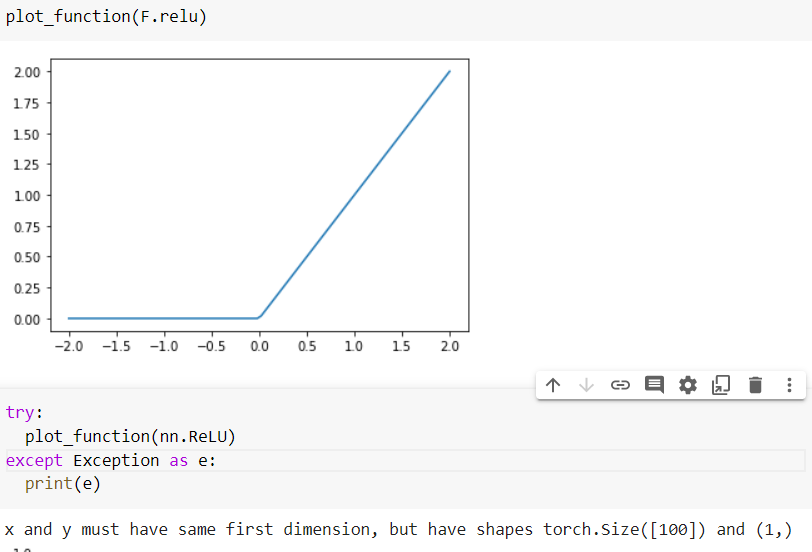 plot_function(F.relu)
2.00
1.75
1.50
1.25
1.00
0.75
0.50
0.25
0.00
−2.0 −1.5 −1.0 −0.5 0.0 0.5 1.0 1.5 2.0
try:
  plot_function(nn.ReLU)
except Exception as e:
  print(e)
x and y must have same first dimension, but have shapes torch.Size([100]) and (1,)